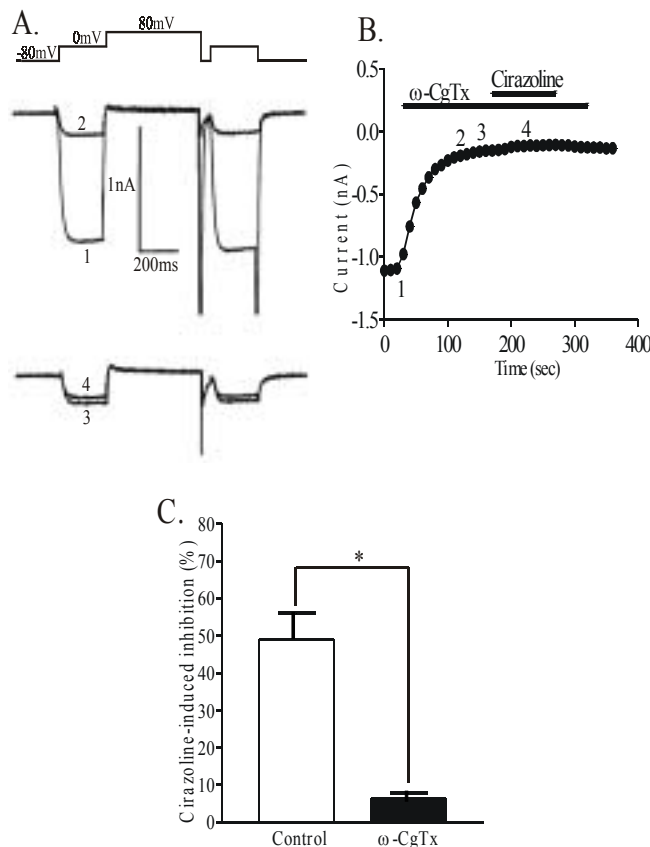 A.
-80mV
0mV
80mV
2
1nA
1
200ms
4
3
B.
Cirazoline
ω-CgTx
0.5
0.0
-0.5
-1.0
-1.5
2
3
4
1
Current (nA)
0
100
200
300
400
Time (sec)
C.
Cirazoline-induced inhibition (%)
80
70
60
50
40
30
20
10
0
*
Control
ω-CgTx